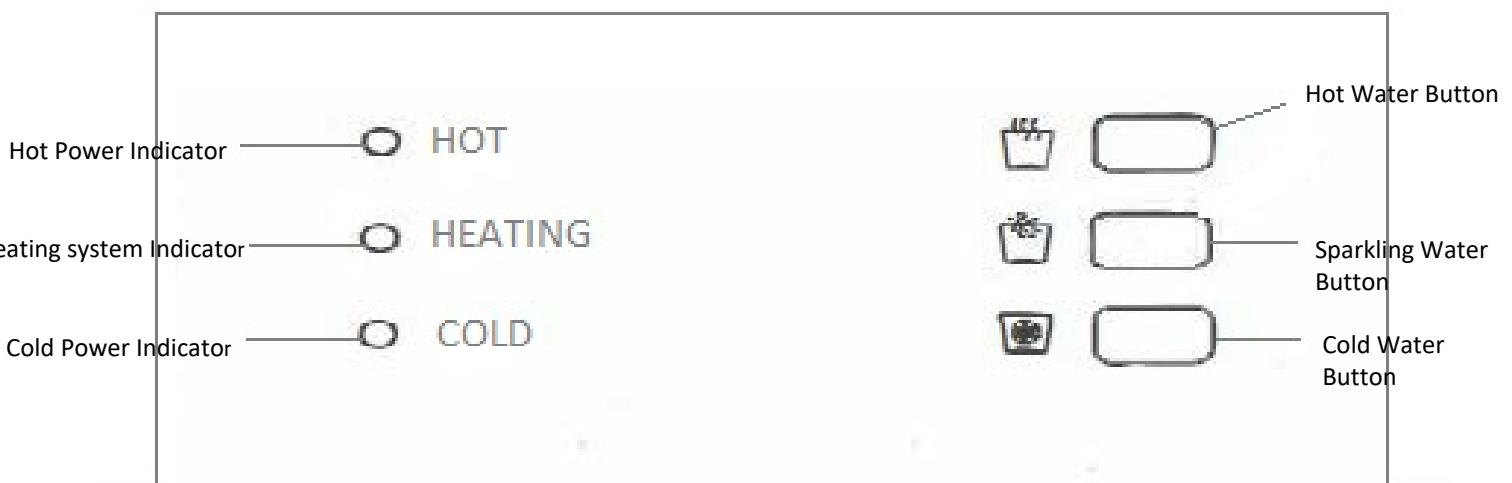 Hot Water Button
Hot Power Indicator
HOT
eating system Indicator
HEATING
Sparkling Water
Button
Cold Power Indicator
COLD
Cold Water
Button